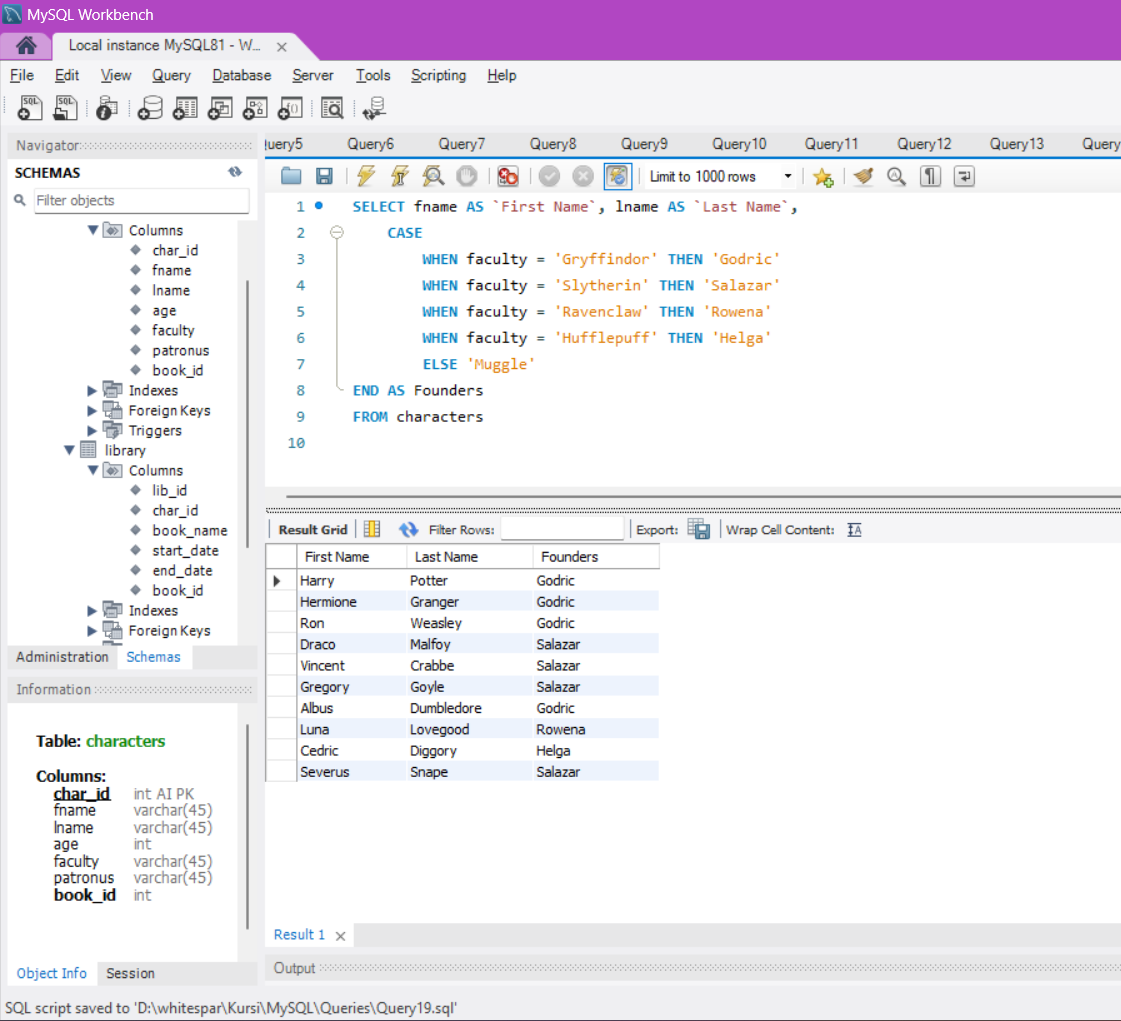 MySQL Workbench
Local instance MySQL81 - W...
File Edit View Query Database Server Tools Scripting Help
Navigator
SCHEMAS
Filter objects
Columns
char_id
fname
lname
age
faculty
patronus
book_id
Indexes
Foreign Keys
Triggers
library
Columns
lib_id
char_id
book_name
start_date
end_date
book_id
Indexes
Foreign Keys
Administration Schemas
Information
Table: characters
Columns:
char_id int AI PK
fname varchar(45)
lname varchar(45)
age int
faculty varchar(45)
patronus varchar(45)
book_id int
Object Info Session
uery5 Query6 Query7 Query8 Query9 Query10 Query11 Query12 Query13 Query
Limit to 1000 rows
1 SELECT fname AS `First Name`, lname AS `Last Name`,
2 CASE
3 WHEN faculty = 'Gryffindor' THEN 'Godric'
4 WHEN faculty = 'Slytherin' THEN 'Salazar'
5 WHEN faculty = 'Ravenclaw' THEN 'Rowena'
6 WHEN faculty = 'Hufflepuff' THEN 'Helga'
7 ELSE 'Muggle'
8 END AS Founders
9 FROM characters
10
Result Grid Filter Rows: Export: Wrap Cell Content:
First Name Last Name Founders
Harry Potter Godric
Hermione Granger Godric
Ron Weasley Godric
Draco Malfoy Salazar
Vincent Crabbe Salazar
Gregory Goyle Salazar
Albus Dumbledore Godric
Luna Lovegood Rowena
Cedric Diggory Helga
Severus Snape Salazar
Result 1
Output
SQL script saved to 'D:\whitespar\Kursi\MySQL\Queries\Query19.sql'